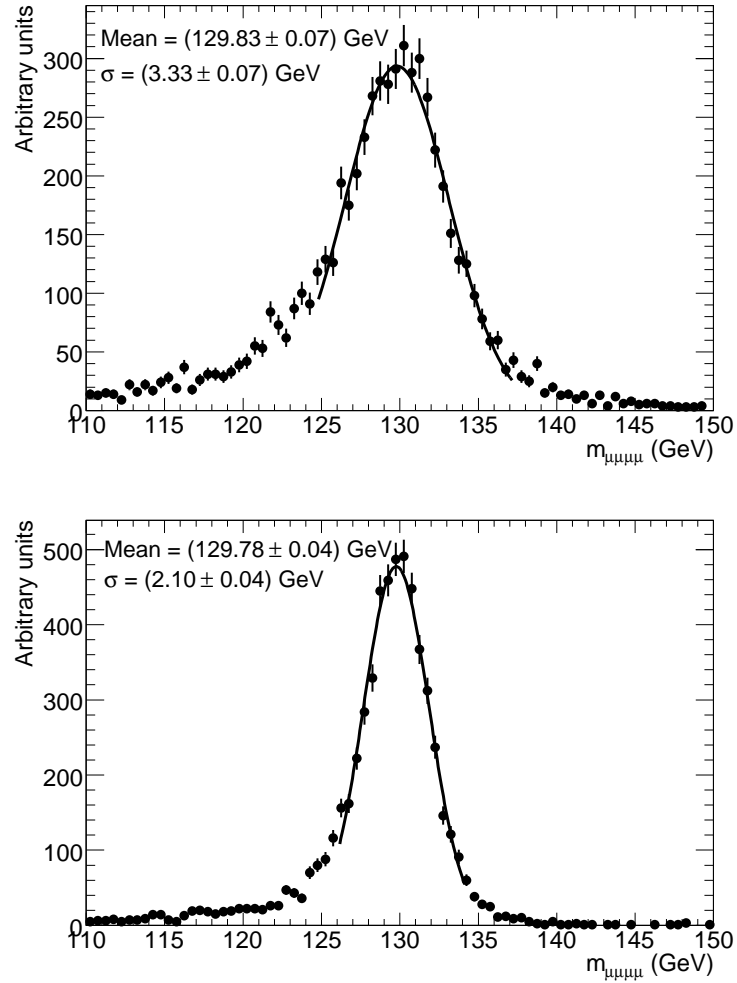 Arbitrary units
Mean = (129.83 ± 0.07) GeV
σ = (3.33 ± 0.07) GeV
300
250
200
150
100
50
0
110 115 120 125 130 135 140 145 150
mμμμμ (GeV)
Arbitrary units
Mean = (129.78 ± 0.04) GeV
σ = (2.10 ± 0.04) GeV
500
400
300
200
100
0
110 115 120 125 130 135 140 145 150
mμμμμ (GeV)